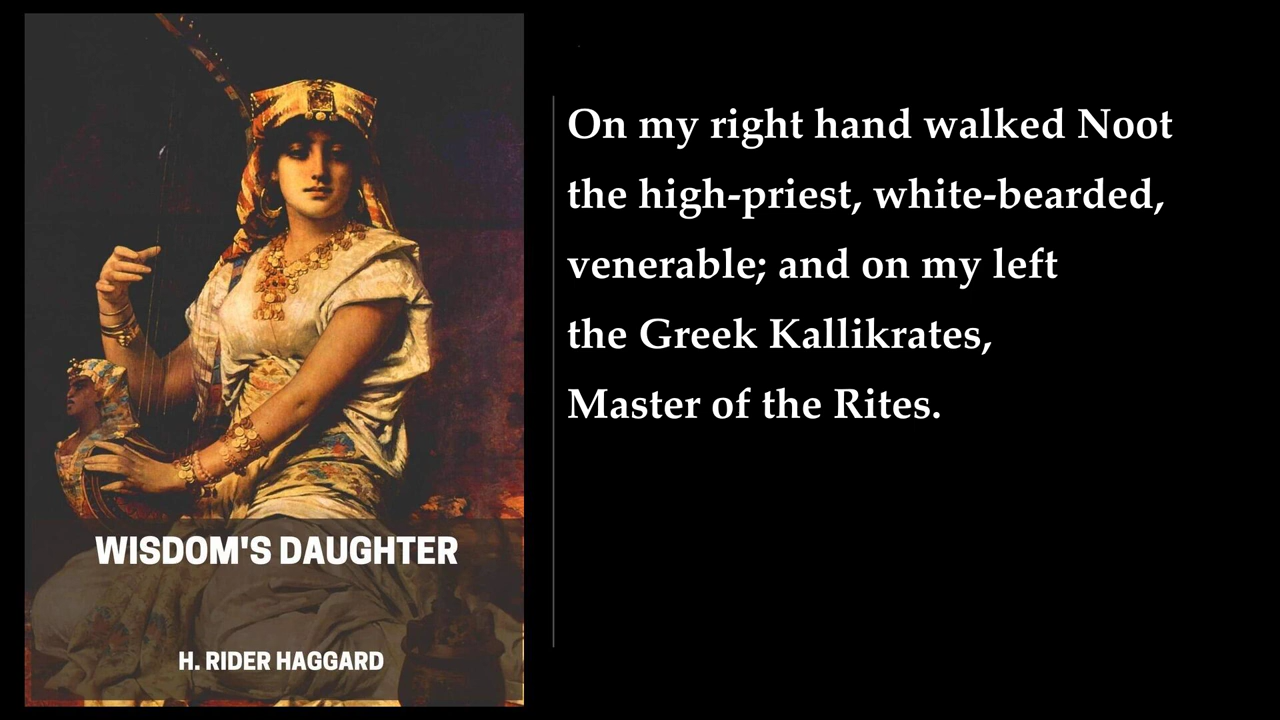 WISDOM'S DAUGHTER
H. RIDER HAGGARD
On my right hand walked Noot
the high-priest, white-bearded,
venerable; and on my left
the Greek Kallikrates,
Master of the Rites.